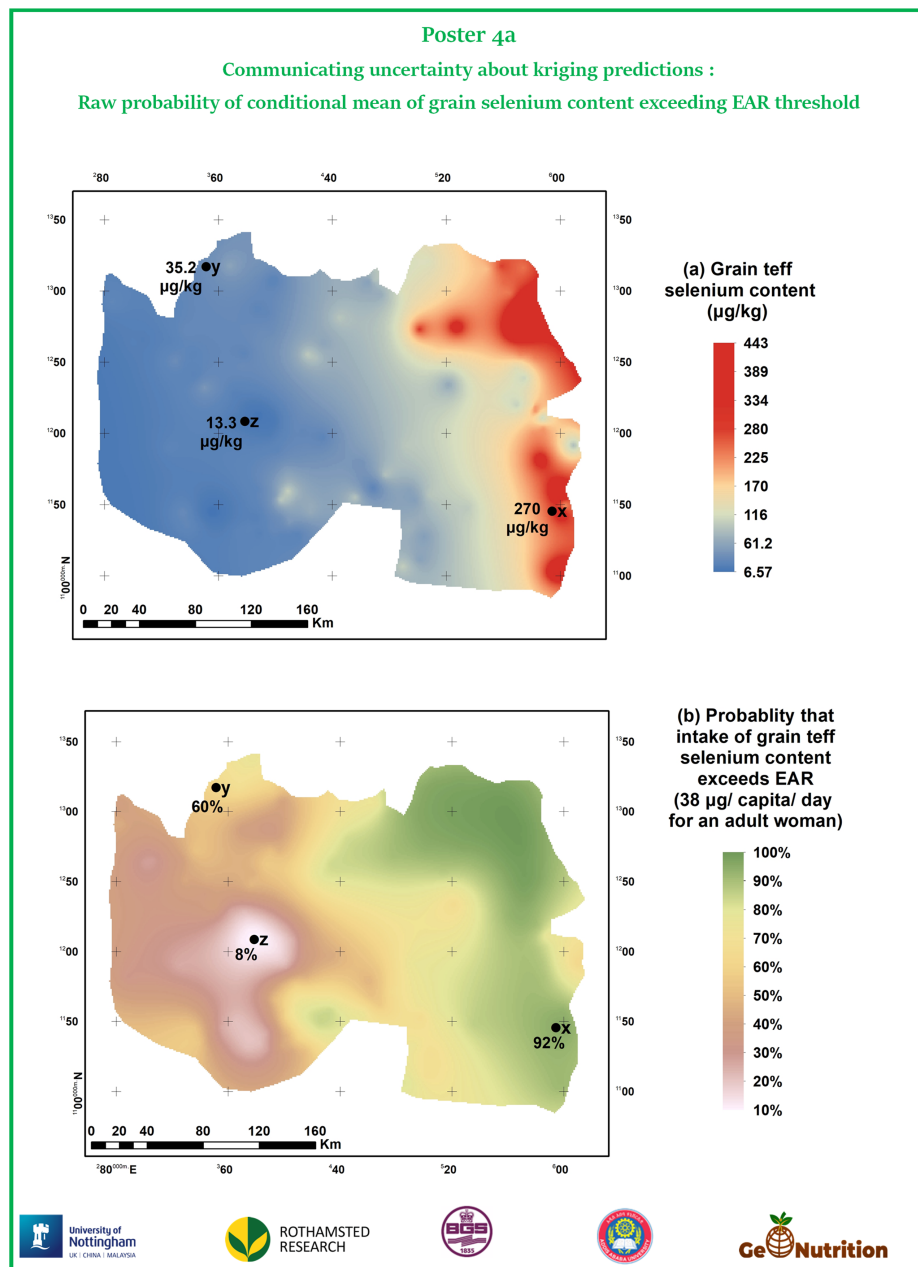 Poster 4a
Communicating uncertainty about kriging predictions :
Raw probability of conditional mean of grain selenium content exceeding EAR threshold
²80 ³60 ⁴40 ⁵20 ⁶00
¹³50
¹³00
¹²50
¹²00
¹¹50
¹¹00⁰⁰⁰ᵐ N
35.2
µg/kg
y
13.3
µg/kg
z
270
µg/kg
x
0 20 40 80 120 160
Km
(a) Grain teff
selenium content
(µg/kg)
443
389
334
280
225
170
116
61.2
6.57
¹³50
¹³00
¹²50
¹²00
¹¹50
¹¹00⁰⁰⁰ᵐ N
y
60%
z
8%
x
92%
0 20 40 80 120 160
Km
²80⁰⁰⁰ᵐ E ³60 ⁴40 ⁵20 ⁶00
(b) Probablity that
intake of grain teff
selenium content
exceeds EAR
(38 µg/ capita/ day
for an adult woman)
100%
90%
80%
70%
60%
50%
40%
30%
20%
10%
University of
Nottingham
UK | CHINA | MALAYSIA
ROTHAMSTED
RESEARCH
BGS
1835
ADDIS ABABA UNIVERSITY
GeoNutrition